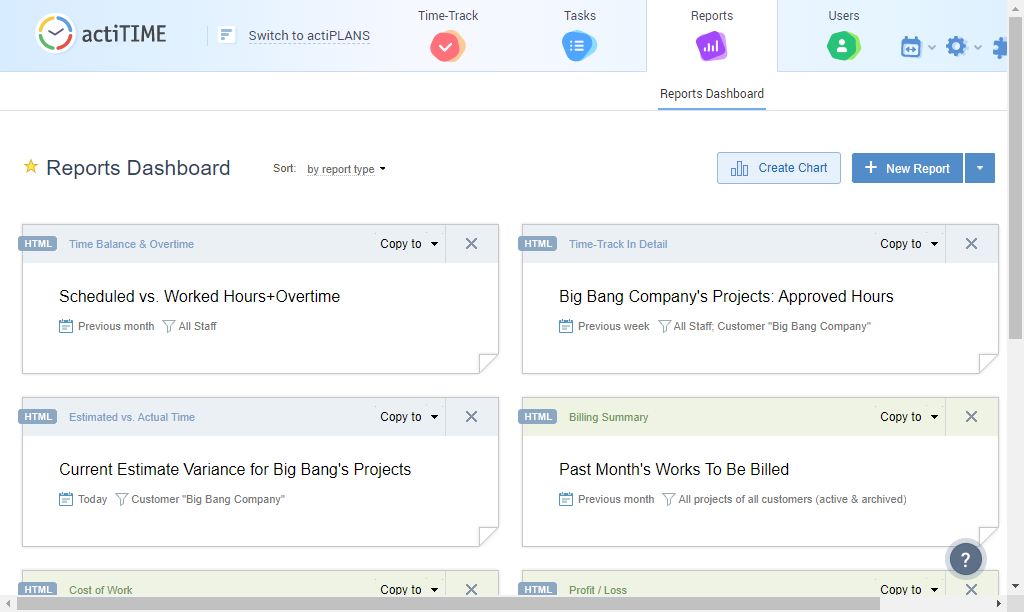 actiTIME
Switch to actiPLANS
Time-Track
Tasks
Reports
Users
Reports Dashboard
Reports Dashboard
Sort: by report type
Create Chart
New Report
HTML Time Balance & Overtime Copy to
Scheduled vs. Worked Hours+Overtime
Previous month All Staff
HTML Time-Track In Detail Copy to
Big Bang Company's Projects: Approved Hours
Previous week All Staff; Customer "Big Bang Company"
HTML Estimated vs. Actual Time Copy to
Current Estimate Variance for Big Bang's Projects
Today Customer "Big Bang Company"
HTML Billing Summary Copy to
Past Month's Works To Be Billed
Previous month All projects of all customers (active & archived)
?
HTML Cost of Work Copy to
HTML Profit / Loss Copy to